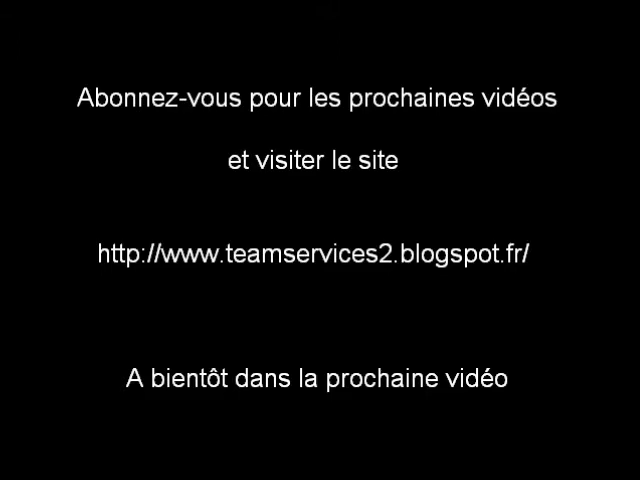 Abonnez-vous pour les prochaines vidéos
et visiter le site
http://www.teamservices2.blogspot.fr/
A bientôt dans la prochaine vidéo